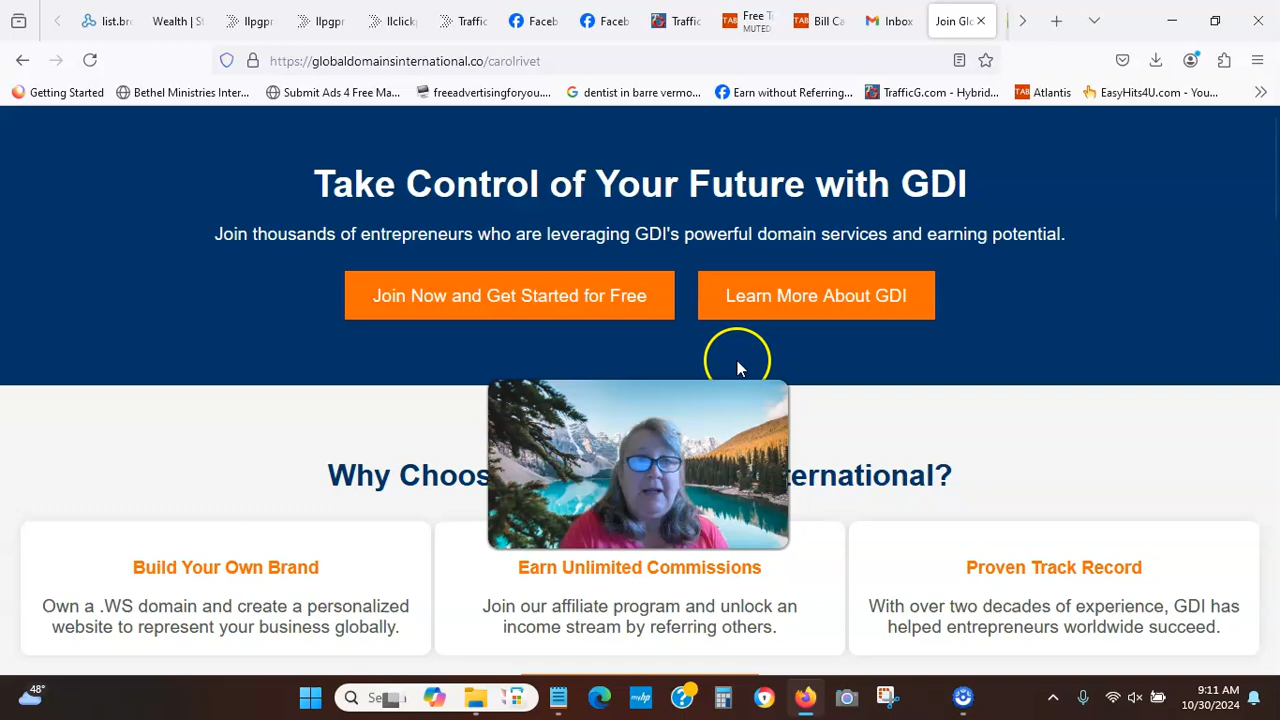 list.bre
Wealth | S
llpgpr
llpgpr
llclick
Traffic
Faceb
Faceb
Traffic
TAB
Free T
MUTED
TAB
Bill Ca
Inbox
Join Glo
https://globaldomainsinternational.co/carolrivet
Getting Started
Bethel Ministries Inter...
Submit Ads 4 Free Ma...
freeadvertisingforyou....
dentist in barre vermo...
Earn without Referring...
TrafficG.com - Hybrid...
TAB
Atlantis
EasyHits4U.com - You...
Take Control of Your Future with GDI
Join thousands of entrepreneurs who are leveraging GDI's powerful domain services and earning potential.
Join Now and Get Started for Free
Learn More About GDI
Why Choos
ernational?
Build Your Own Brand
Own a .WS domain and create a personalized
website to represent your business globally.
Earn Unlimited Commissions
Join our affiliate program and unlock an
income stream by referring others.
Proven Track Record
With over two decades of experience, GDI has
helped entrepreneurs worldwide succeed.
48°
myhp
9:11 AM
10/30/2024